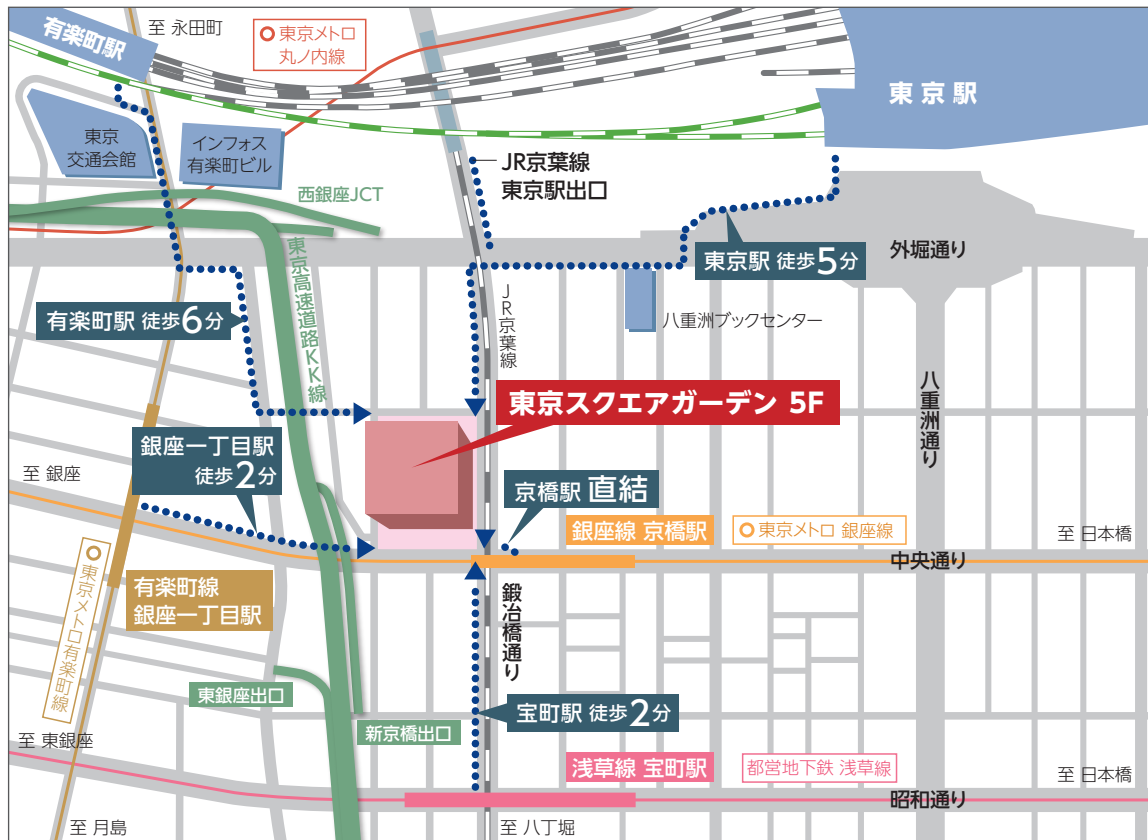 有楽町駅
至 永田町
東京メトロ
丸ノ内線
東京駅
東京
交通会館
インフォス
有楽町ビル
JR京葉線
東京駅出口
西銀座JCT
東京高速道路KK線
外堀通り
東京駅 徒歩5分
有楽町駅 徒歩6分
JR京葉線
八重洲ブックセンター
八重洲通り
東京スクエアガーデン 5F
銀座一丁目駅
徒歩2分
至 銀座
京橋駅 直結
銀座線 京橋駅
東京メトロ 銀座線
至 日本橋
中央通り
有楽町線
銀座一丁目駅
東京メトロ有楽町線
鍛冶橋通り
東銀座出口
新京橋出口
宝町駅 徒歩2分
至 東銀座
浅草線 宝町駅
都営地下鉄 浅草線
至 日本橋
昭和通り
至 月島
至 八丁堀